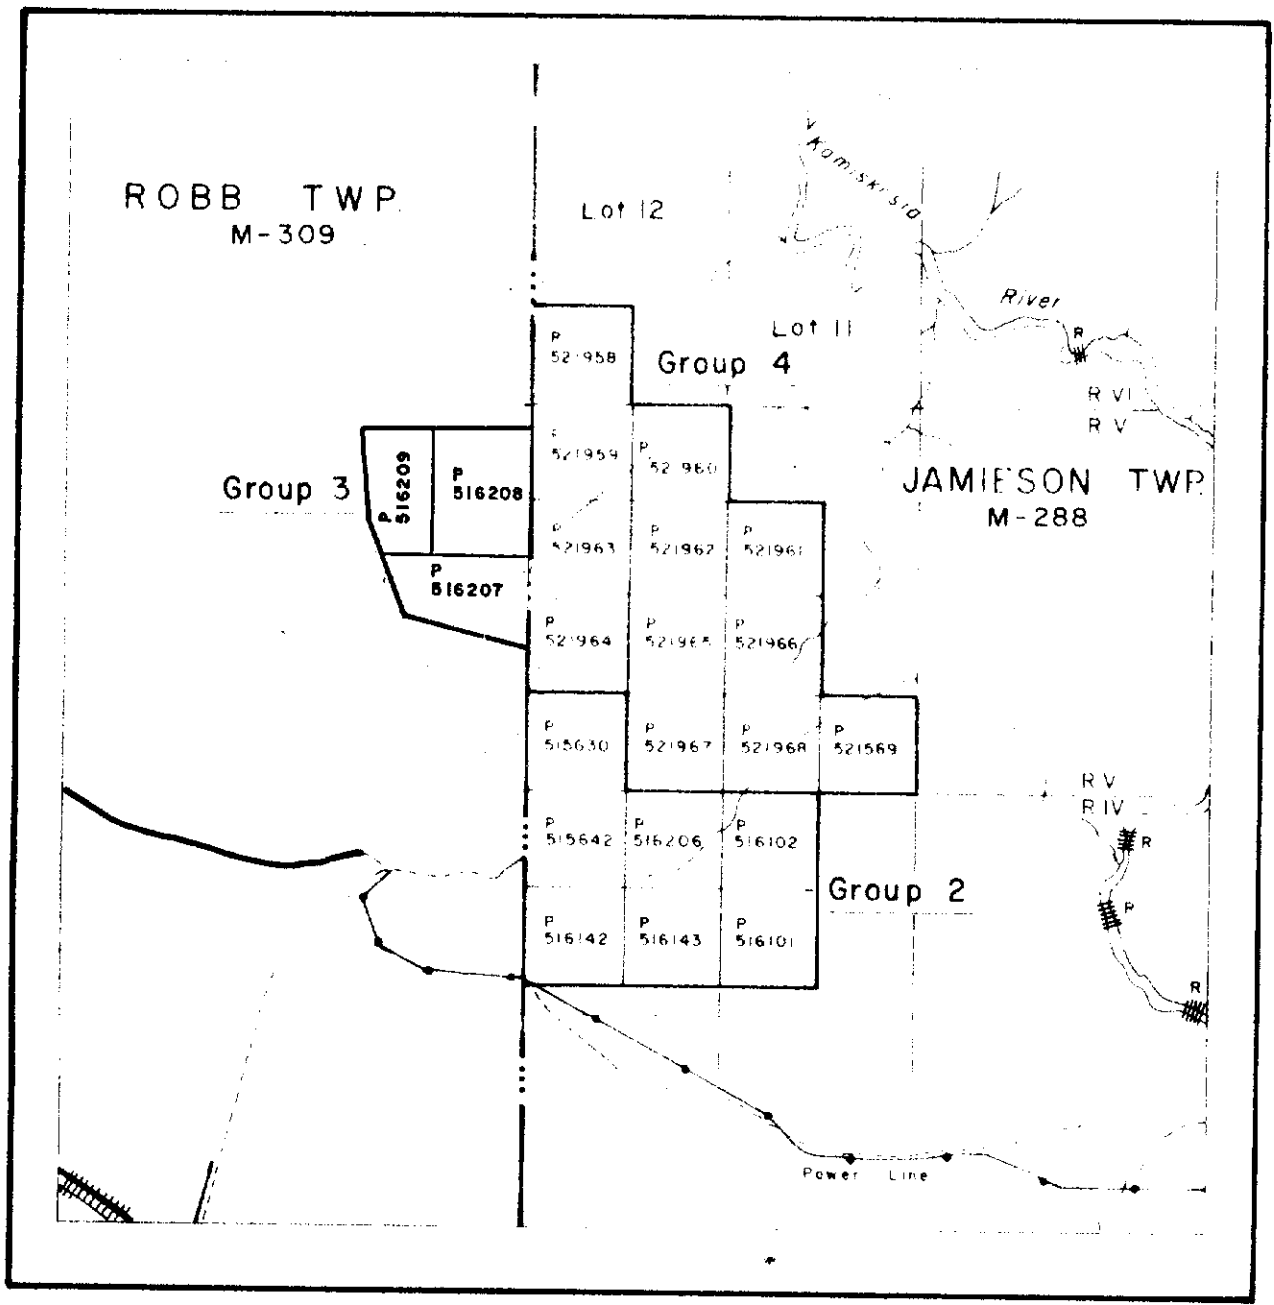 ROBB TWP.
M-309
Lot 12
Kamiskisia
River
Lot 11
R
R VI
R V
P
521958
Group 4
P
521959
P
521960
Group 3
P
516209
P
516208
JAMIESON TWP.
M-288
P
521963
P
521962
P
521961
P
516207
P
521964
P
521965
P
521966
P
515630
P
521967
P
521968
P
521569
R V
R IV
P
515642
P
516206
P
516102
R
Group 2
R
P
516142
P
516143
P
516101
R
Power Line